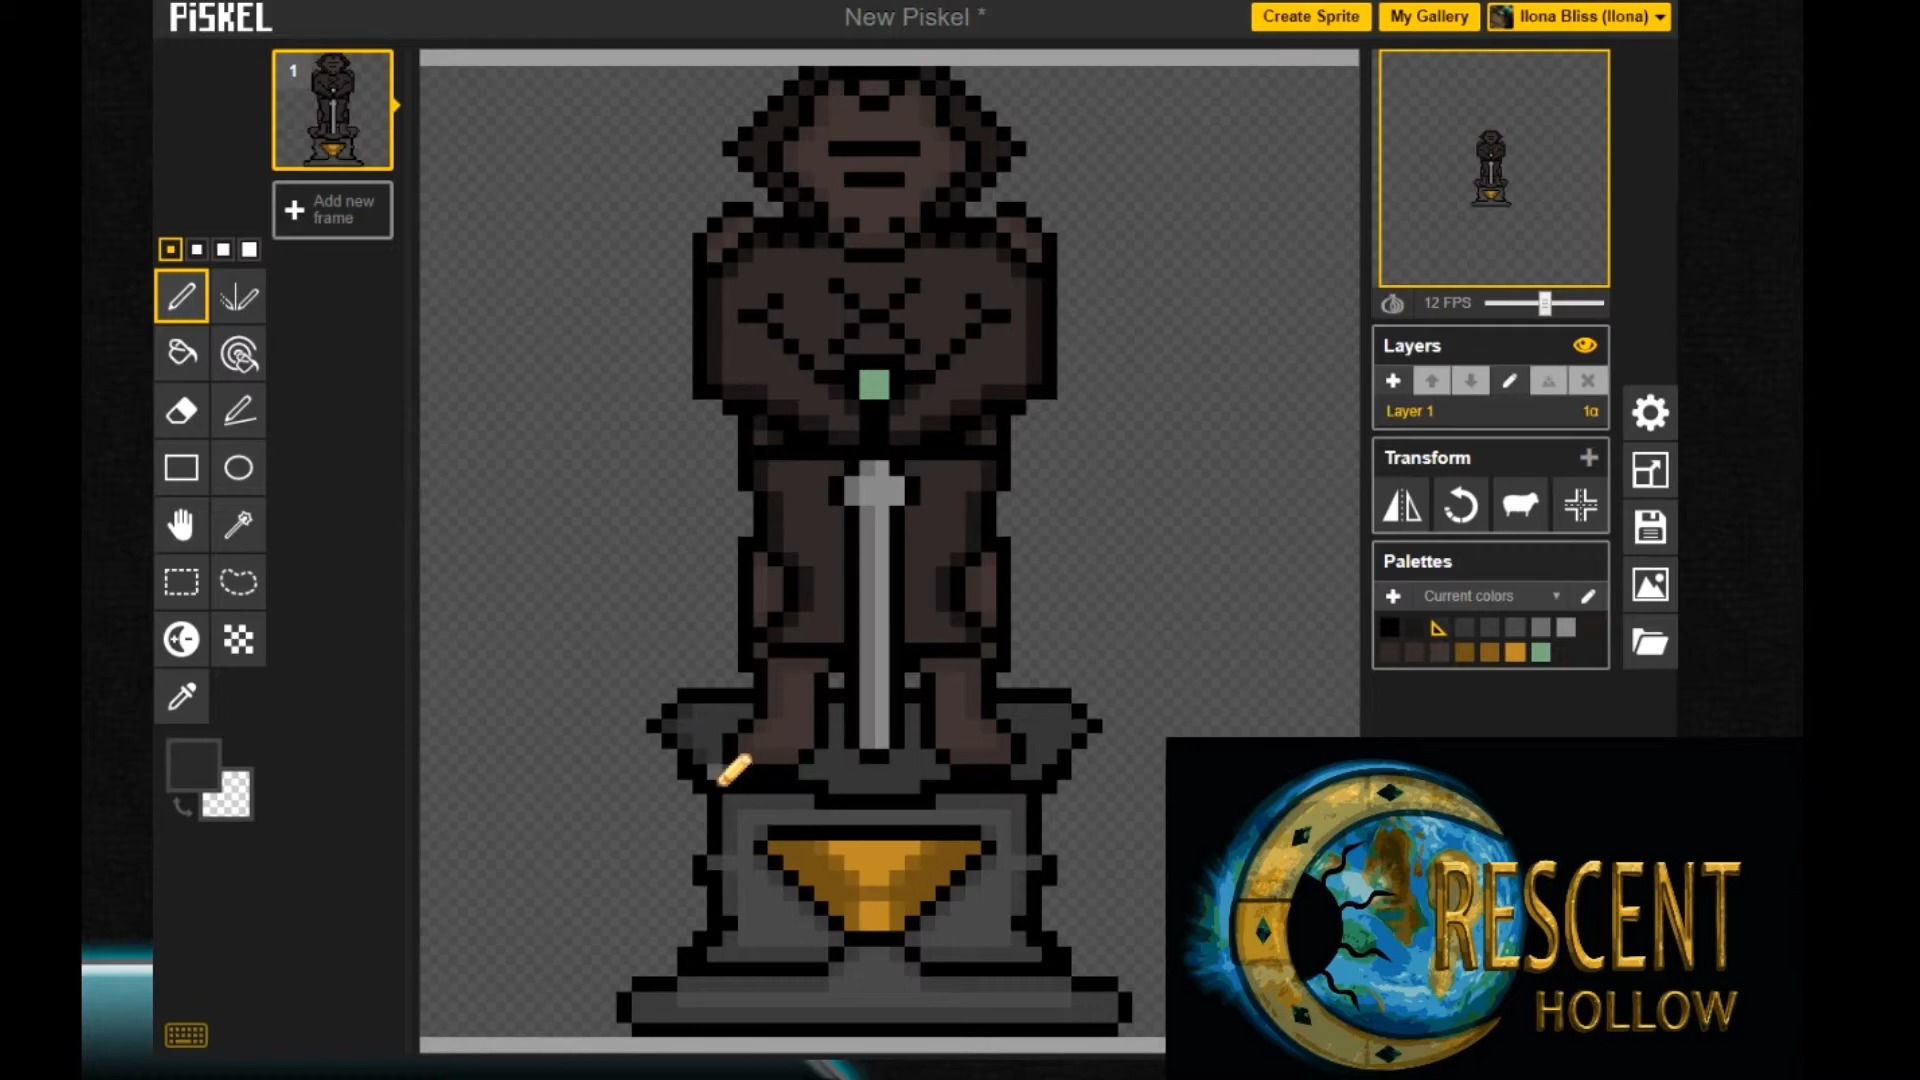 PiSKEL
New Piskel *
Create Sprite
My Gallery
Ilona Bliss (Ilona)
1
Add new
frame
12 FPS
Layers
Layer 1
1α
Transform
Palettes
Current colors
CRESCENT
HOLLOW